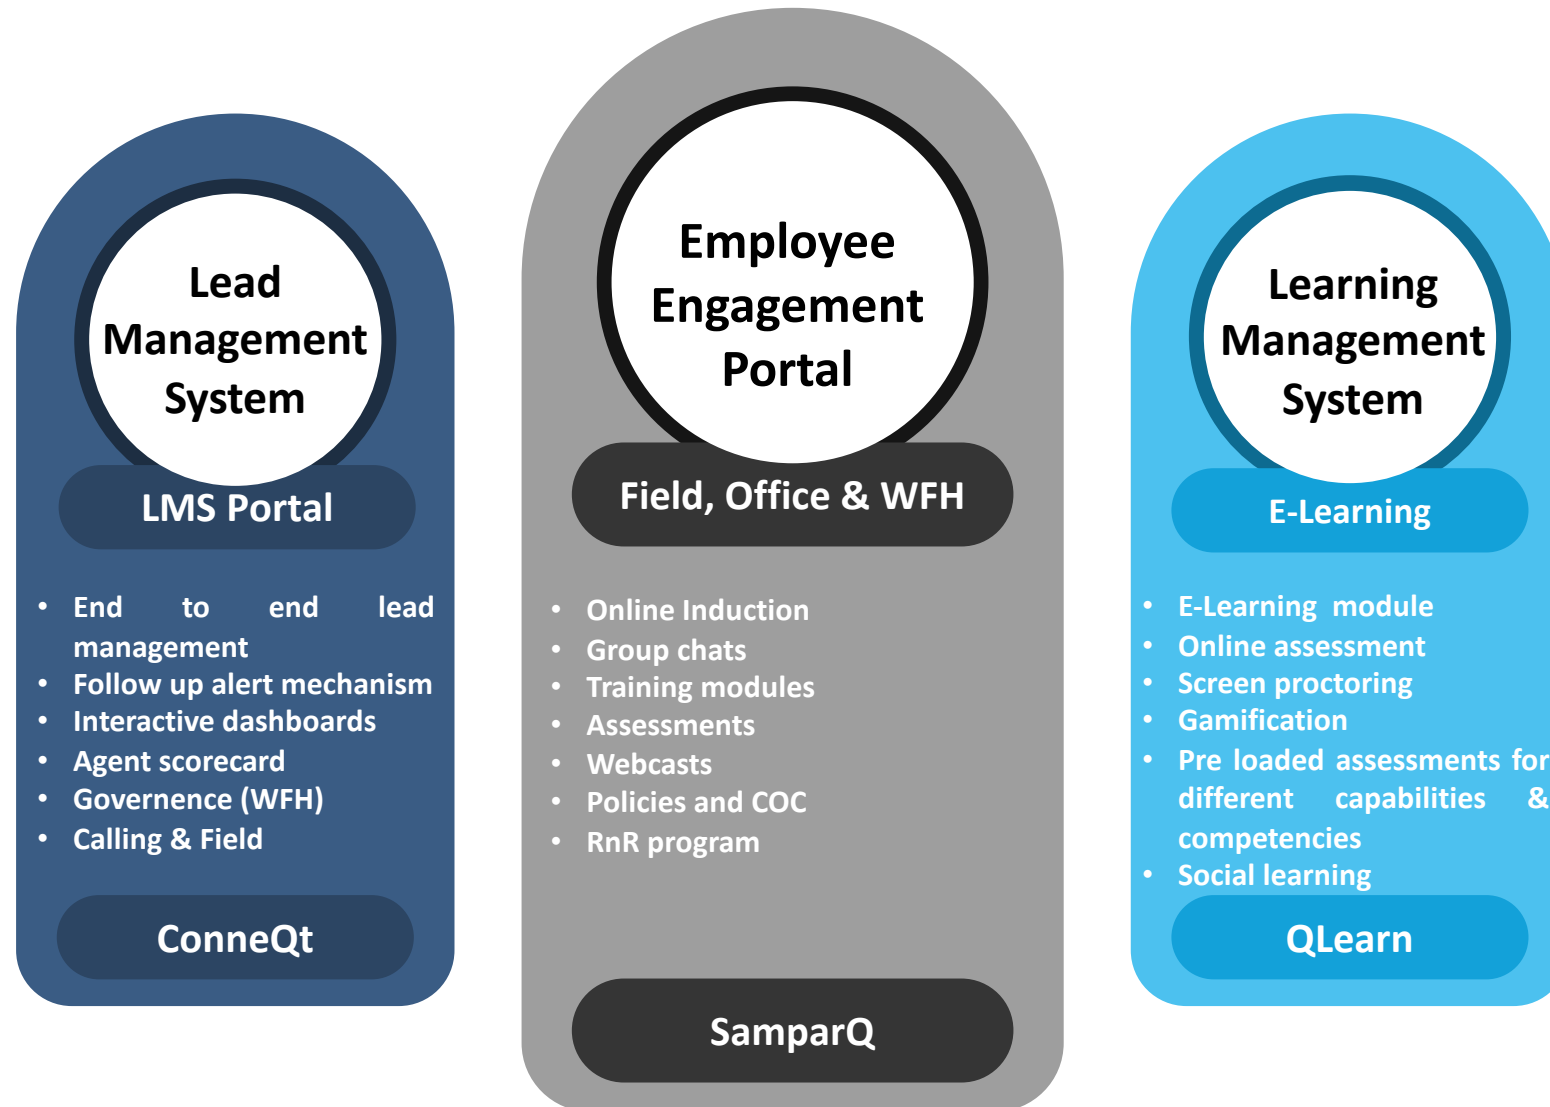 Lead
Management
System
LMS Portal
• End to end lead
management
• Follow up alert mechanism
• Interactive dashboards
• Agent scorecard
• Governence (WFH)
• Calling & Field
ConneQt
Employee
Engagement
Portal
Field, Office & WFH
• Online Induction
• Group chats
• Training modules
• Assessments
• Webcasts
• Policies and COC
• RnR program
SamparQ
Learning
Management
System
E-Learning
• E-Learning module
• Online assessment
• Screen proctoring
• Gamification
• Pre loaded assessments for
different capabilities &
competencies
• Social learning
QLearn